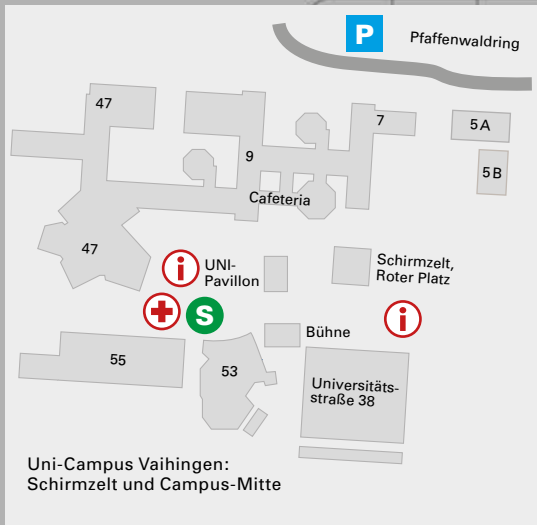 P
Pfaffenwaldring
47
7
5A
9
5B
Cafeteria
47
i
UNI-
Pavillon
Schirmzelt,
Roter Platz
S
i
Bühne
55
53
Universitäts-
straße 38
Uni-Campus Vaihingen:
Schirmzelt und Campus-Mitte